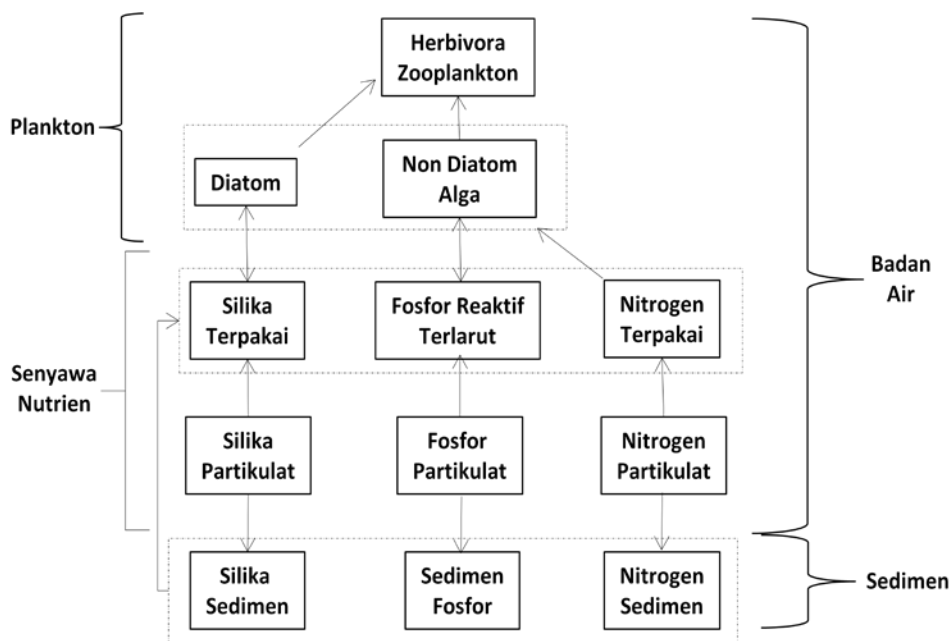 Herbivora
Zooplankton
Plankton
Diatom
Non Diatom
Alga
Badan
Air
Silika
Terpakai
Fosfor Reaktif
Terlarut
Nitrogen
Terpakai
Senyawa
Nutrien
Silika
Partikulat
Fosfor
Partikulat
Nitrogen
Partikulat
Silika
Sedimen
Sedimen
Fosfor
Nitrogen
Sedimen
Sedimen